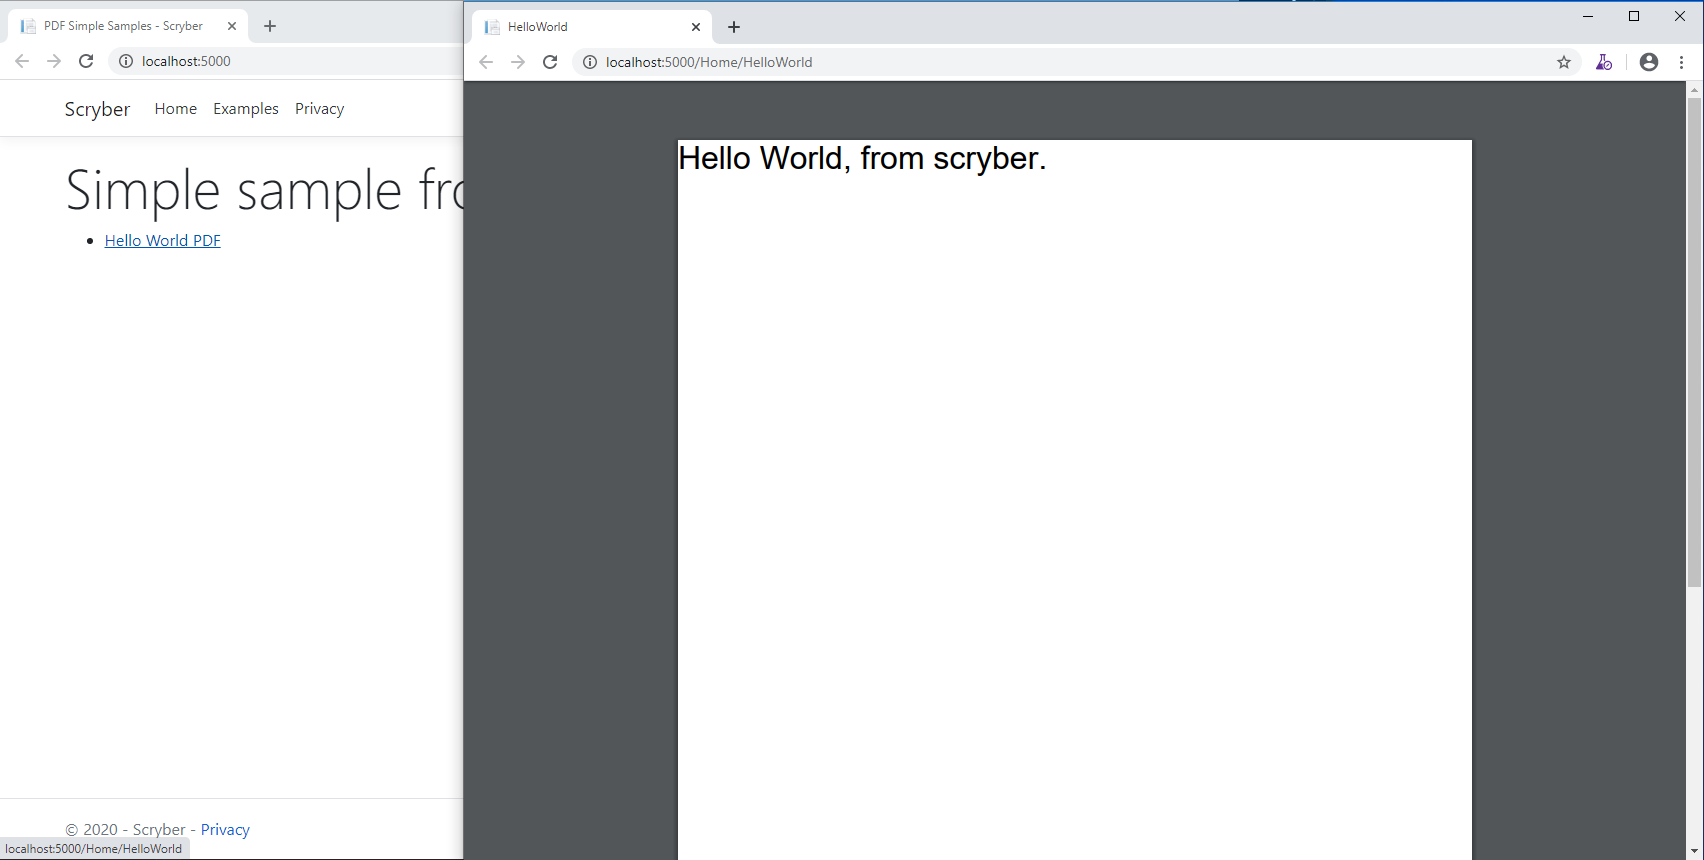 PDF Simple Samples - Scryber
localhost:5000
Scryber Home Examples Privacy
Simple sample fro
Hello World PDF
© 2020 - Scryber - Privacy
localhost:5000/Home/HelloWorld
HelloWorld
localhost:5000/Home/HelloWorld
Hello World, from scryber.